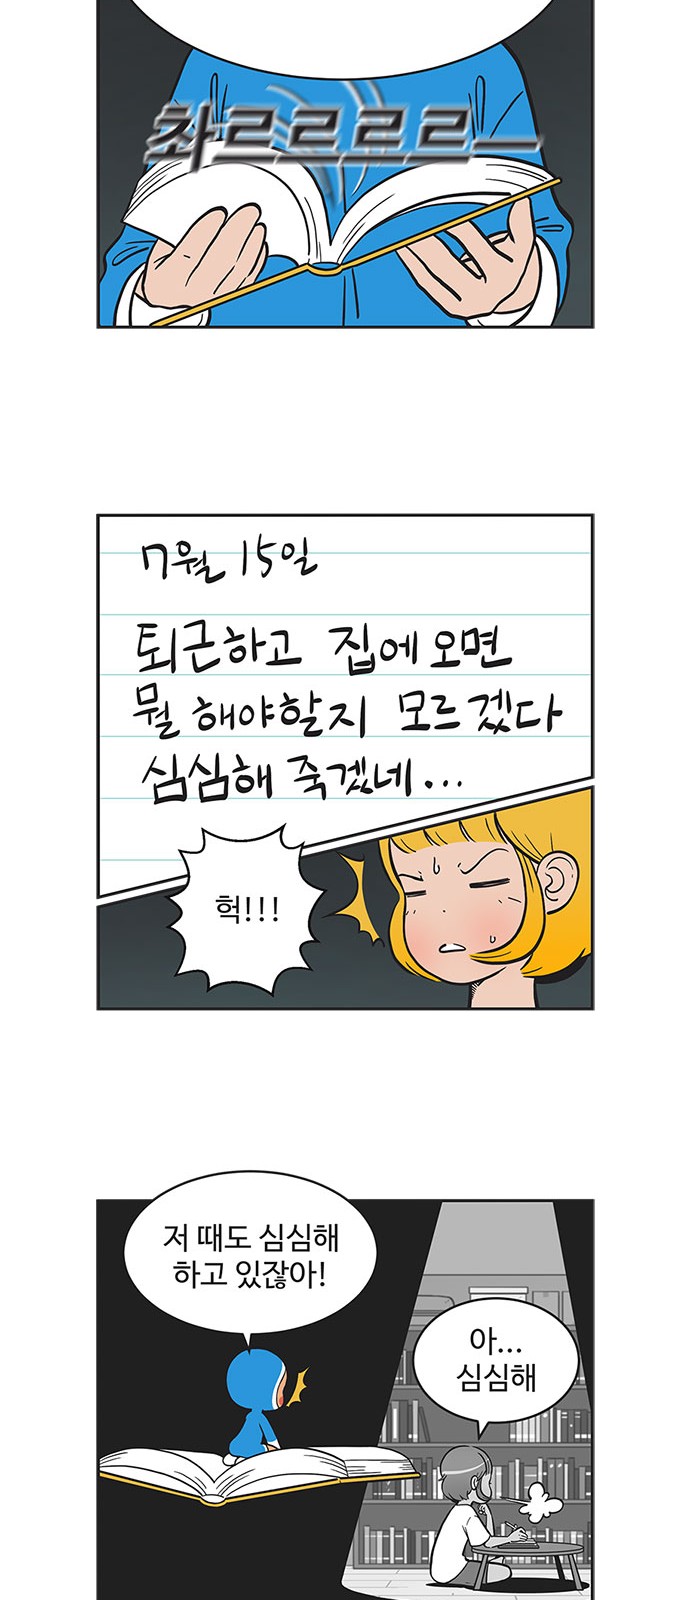 촤르르르르ㅡ
7월 15일
퇴근하고 집에 오면
뭘 해야할지 모르겠다
심심해 죽겠네...
헉!!!
저 때도 심심해
하고 있잖아!
아...
심심해